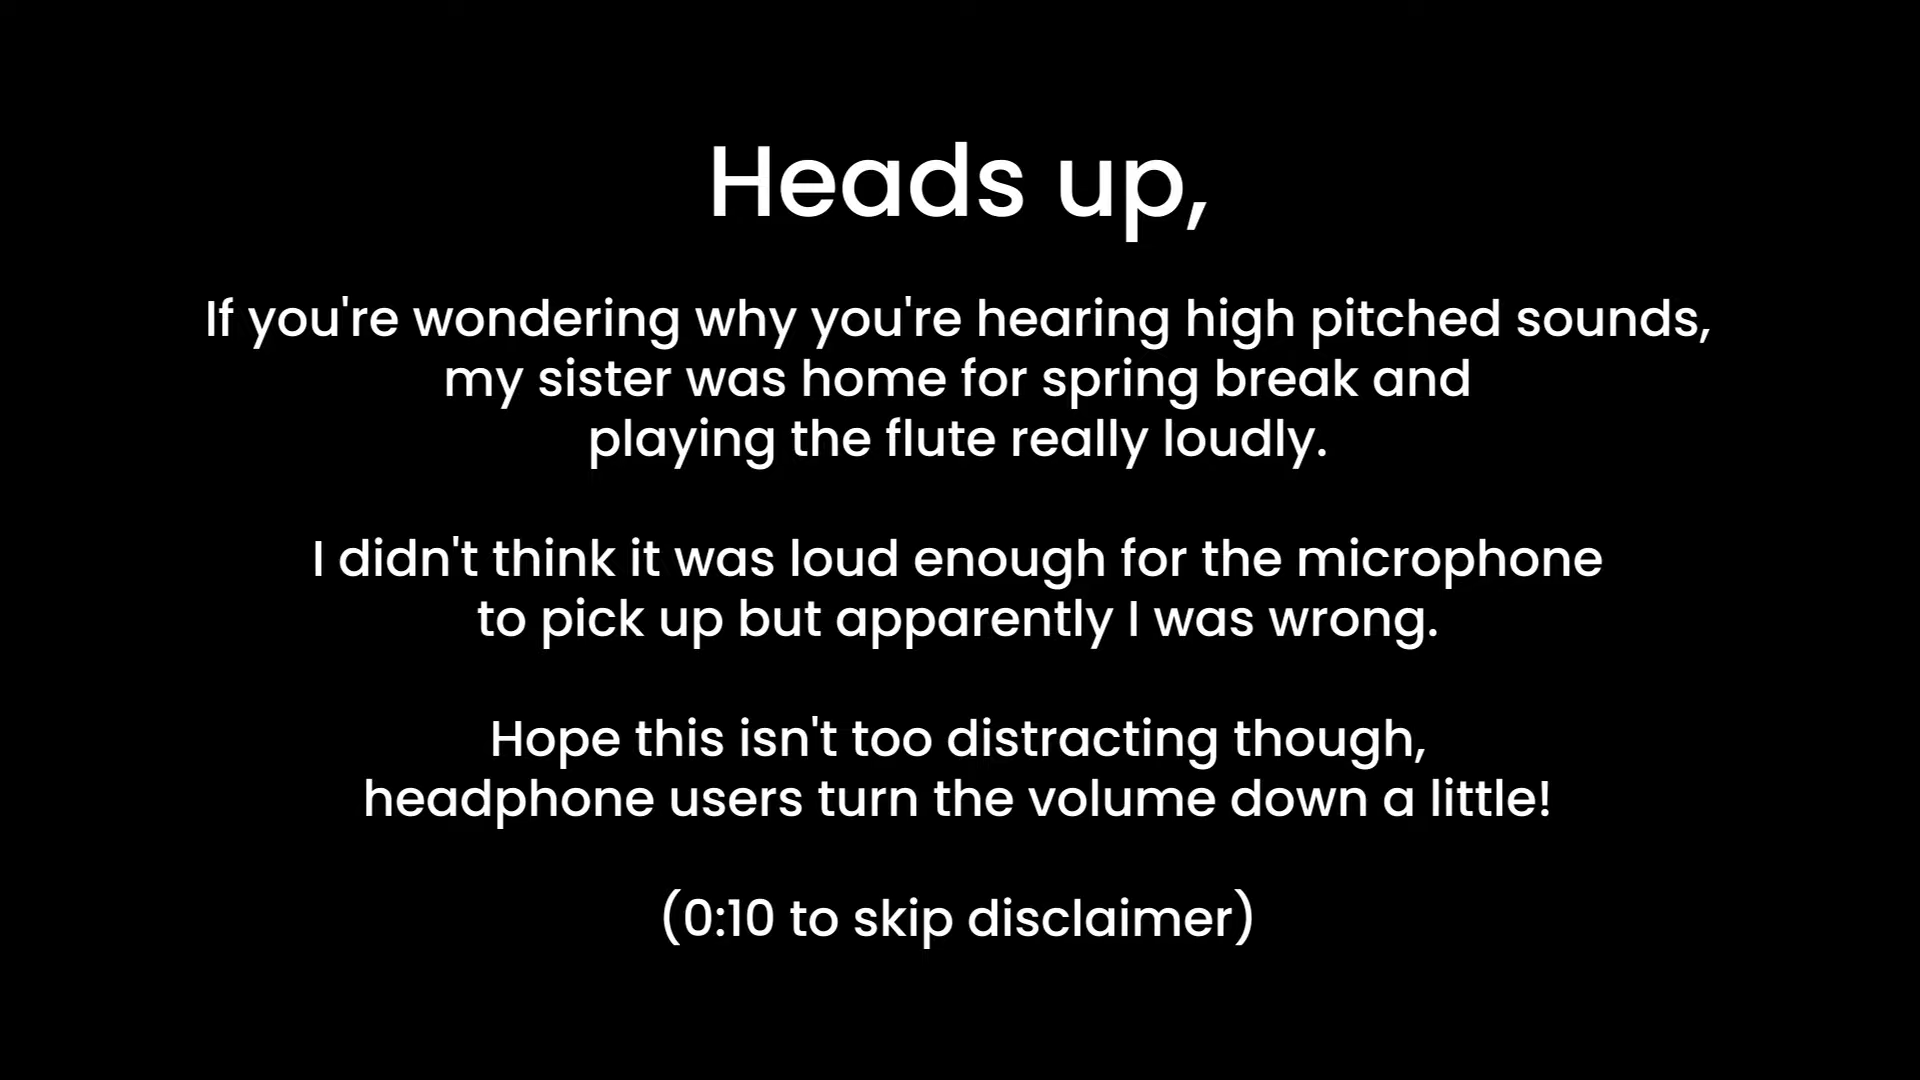 Heads up,
If you're wondering why you're hearing high pitched sounds,
my sister was home for spring break and
playing the flute really loudly.
I didn't think it was loud enough for the microphone
to pick up but apparently I was wrong.
Hope this isn't too distracting though,
headphone users turn the volume down a little!
(0:10 to skip disclaimer)